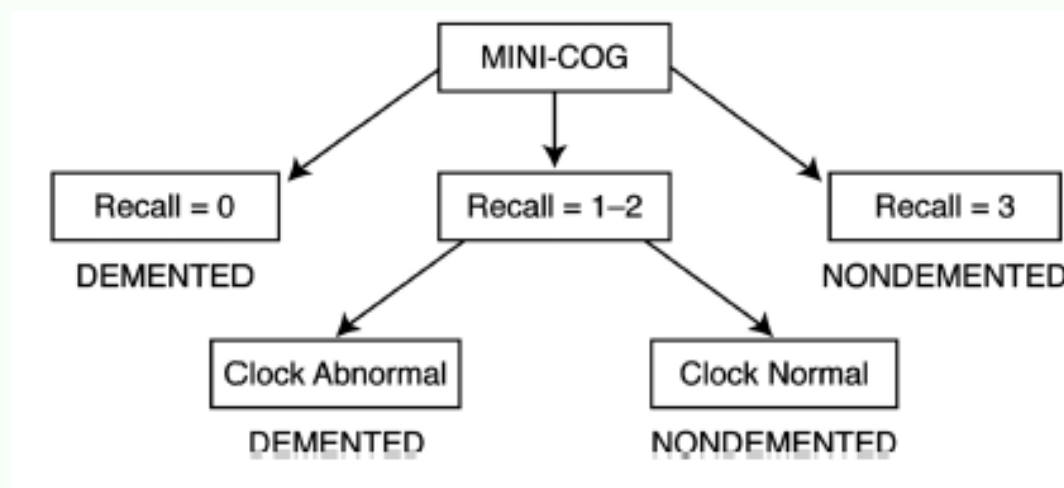 MINI-COG
Recall = 0
Recall = 1–2
Recall = 3
DEMENTED
NONDEMENTED
Clock Abnormal
Clock Normal
DEMENTED
NONDEMENTED